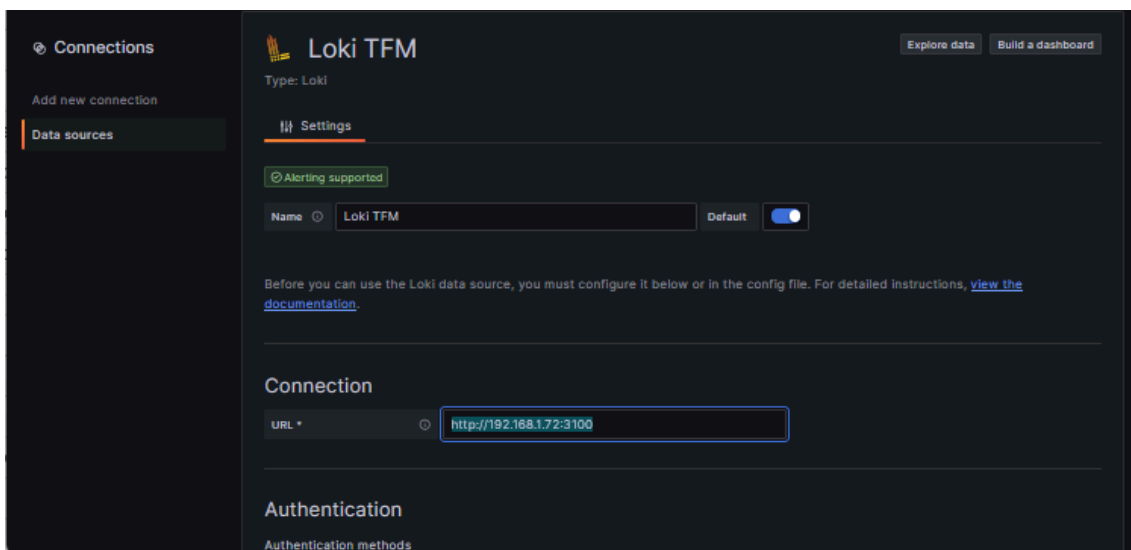 Connections
Add new connection
Data sources
Loki TFM
Explore data
Build a dashboard
Type: Loki
Settings
Alerting supported
Name
Loki TFM
Default
Before you can use the Loki data source, you must configure it below or in the config file. For detailed instructions, view the
documentation.
Connection
URL *
http://192.168.1.72:3100
Authentication
Authentication methods